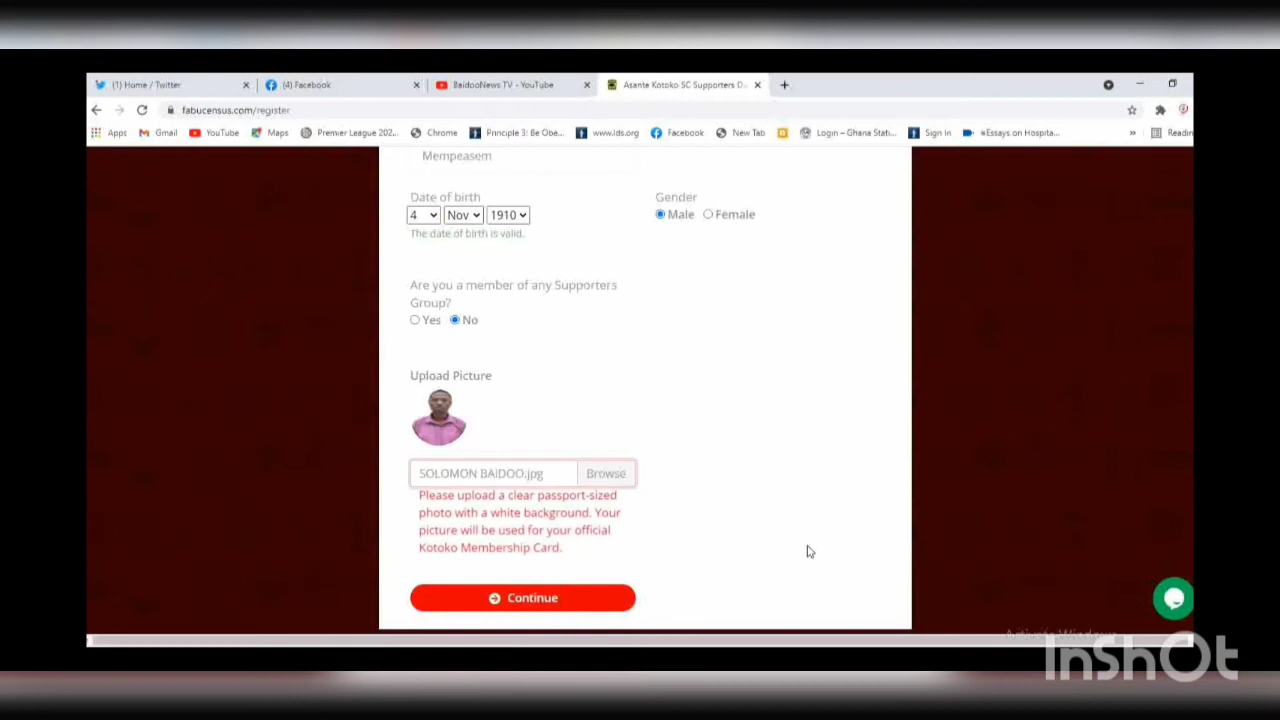 (1) Home / Twitter
(4) Facebook
BaidooNews TV - YouTube
Asante Kotoko SC Supporters D
fabucensus.com/register
Apps
Gmail
YouTube
Maps
Premier League 202...
Chrome
Principle 3: Be Obe...
www.lds.org
Facebook
New Tab
Login – Ghana Stati...
Sign In
Essays on Hospita...
»
Readin
Mempeasem
Date of birth
Gender
4 Nov 1910
Male Female
The date of birth is valid.
Are you a member of any Supporters
Group?
Yes No
Upload Picture
SOLOMON BAIDOO.jpg
Browse
Please upload a clear passport-sized
photo with a white background. Your
picture will be used for your official
Kotoko Membership Card.
Continue
Activate Windows
InShOt